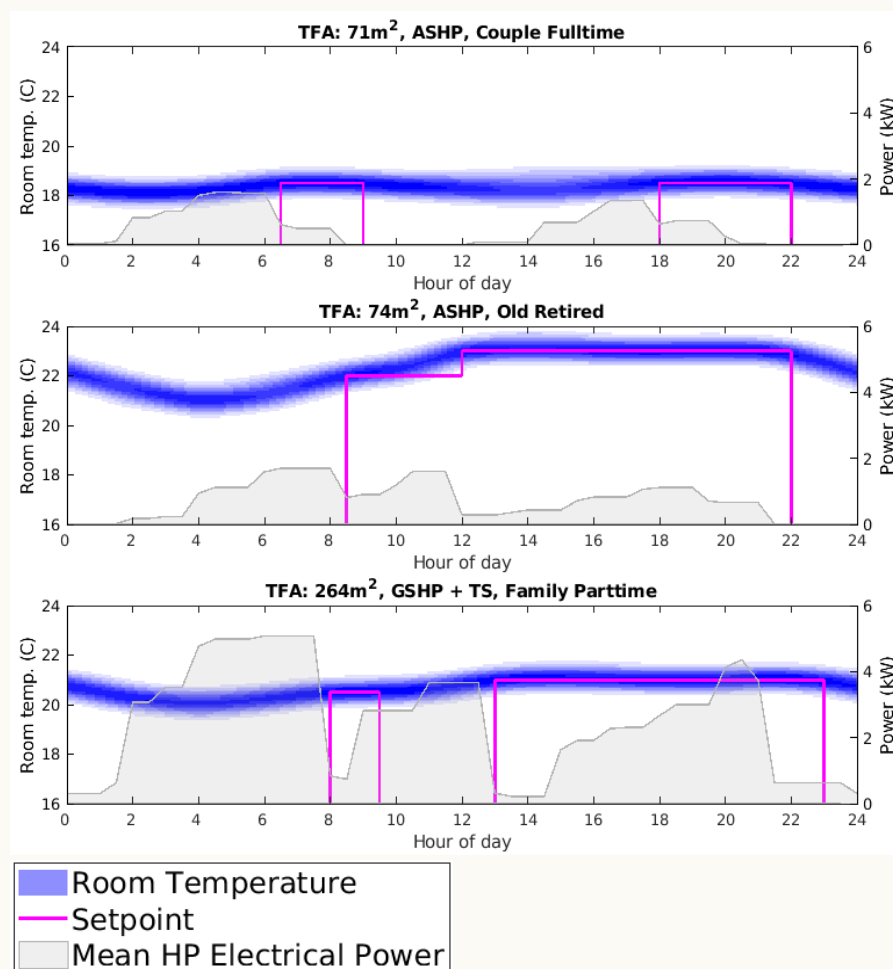 TFA: 71m², ASHP, Couple Fulltime
24
22
20
18
16
Room temp. (C)
6
4
2
0
Power (kW)
0 2 4 6 8 10 12 14 16 18 20 22 24
Hour of day
TFA: 74m², ASHP, Old Retired
24
22
20
18
16
Room temp. (C)
6
4
2
0
Power (kW)
0 2 4 6 8 10 12 14 16 18 20 22 24
Hour of day
TFA: 264m², GSHP + TS, Family Parttime
24
22
20
18
16
Room temp. (C)
6
4
2
0
Power (kW)
0 2 4 6 8 10 12 14 16 18 20 22 24
Hour of day
Room Temperature
Setpoint
Mean HP Electrical Power